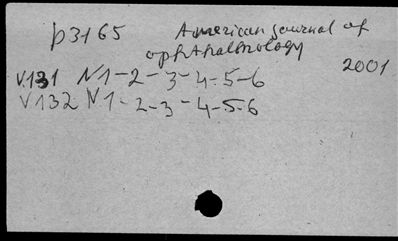 p3165 American journal of
ophthalmology
2001
V.131 N1-2-3-4-5-6
V132 N1-2-3-4-5-6